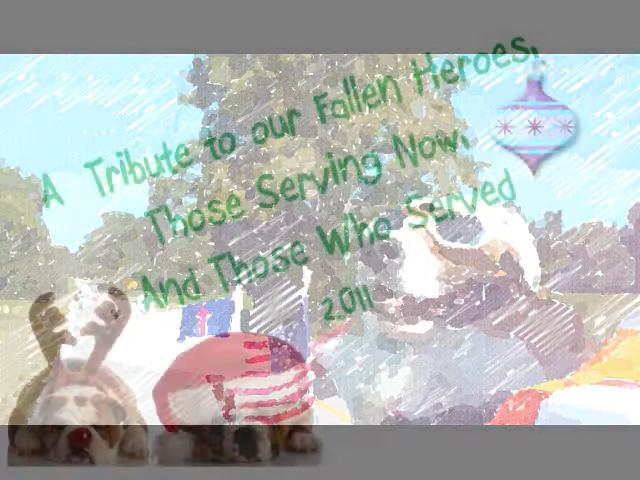 A Tribute to our Fallen Heroes,
Those Serving Now,
And Those Who Served
2011